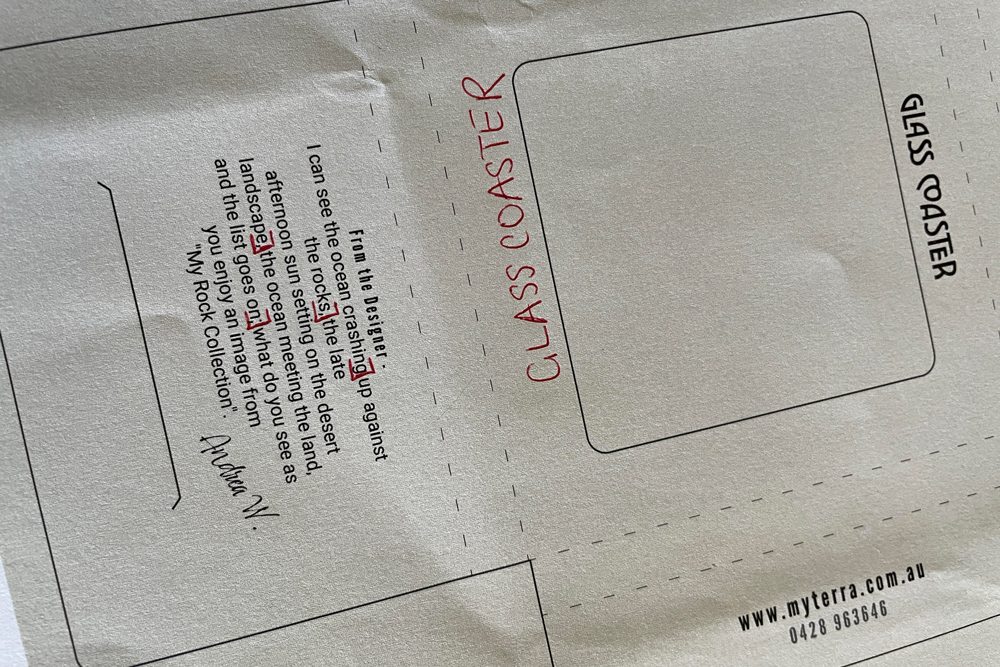 From the Designer.
I can see the ocean crashing up against
the rocks, the late
afternoon sun setting on the desert
landscape, the ocean meeting the land,
and the list goes on; what do you see as
you enjoy an image from
"My Rock Collection".
Andrea W.
GLASS COASTER
GLASS COASTER
www.myterra.com.au
0428 963646